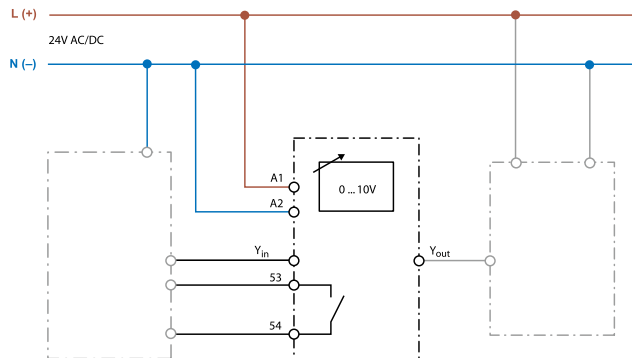 L (+)
24V AC/DC
N (–)
A1
0 ... 10V
A2
Yin
Yout
53
54